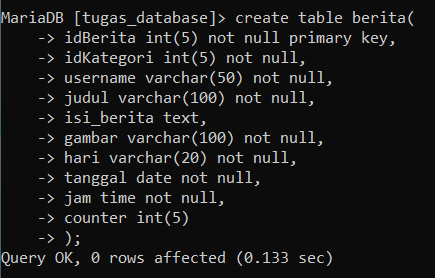 MariaDB [tugas_database]> create table berita(
    -> idBerita int(5) not null primary key,
    -> idKategori int(5) not null,
    -> username varchar(50) not null,
    -> judul varchar(100) not null,
    -> isi_berita text,
    -> gambar varchar(100) not null,
    -> hari varchar(20) not null,
    -> tanggal date not null,
    -> jam time not null,
    -> counter int(5)
    -> );
Query OK, 0 rows affected (0.133 sec)